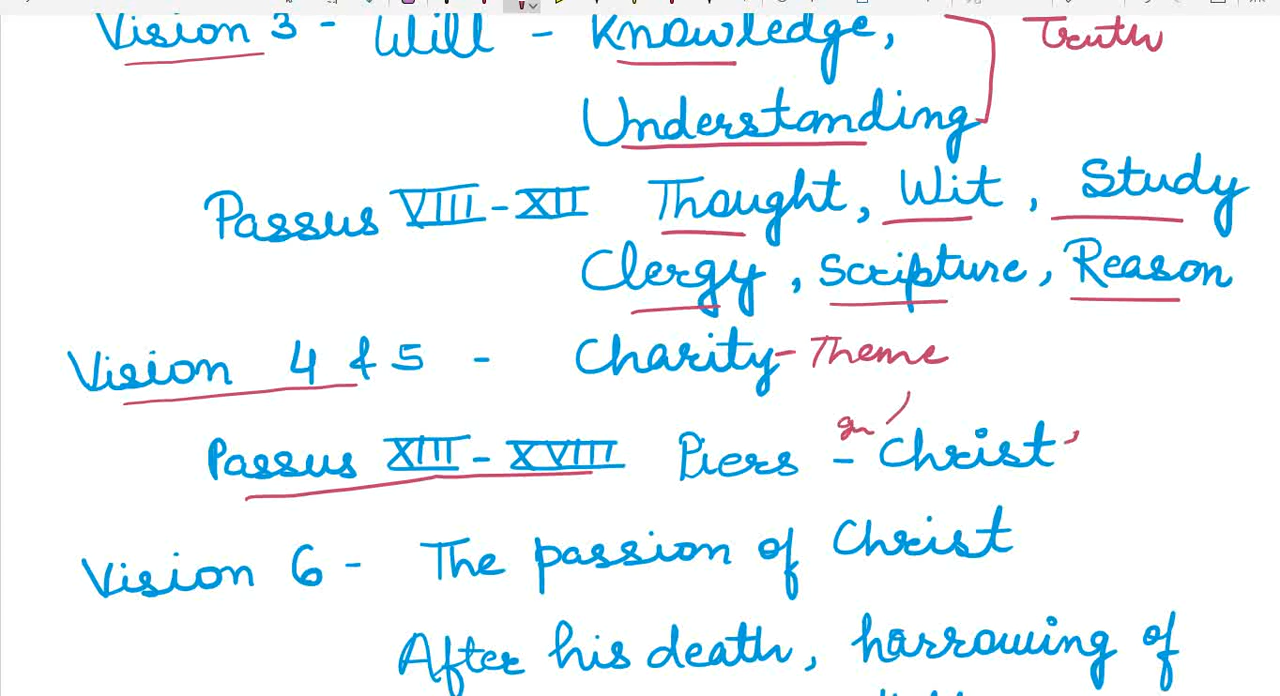 Vision 3 - Will - Knowledge, Truth
Understanding
Passus VIII-XII Thought, Wit, Study
Clergy, Scripture, Reason
Vision 4 & 5 - Charity - Theme
Passus XIII - XVIII Piers - Christ
Vision 6 - The passion of Christ
After his death, harrowing of